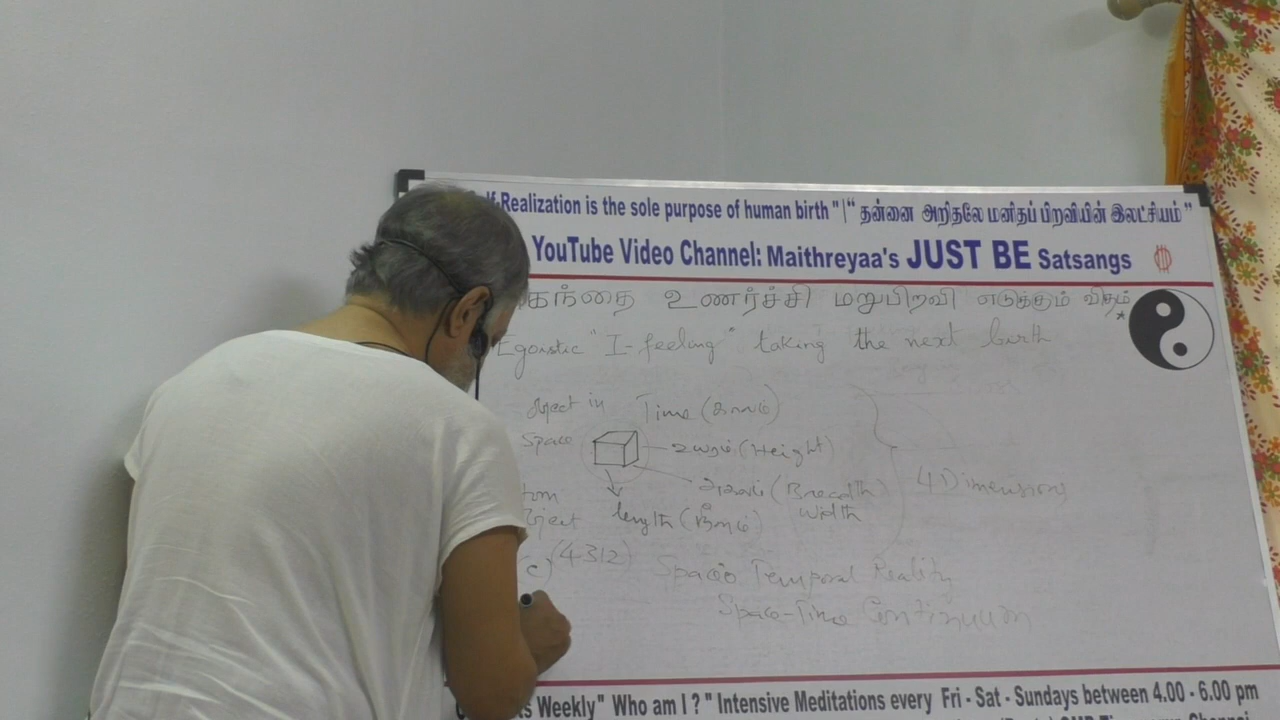 lf-Realization is the sole purpose of human birth " | " தன்னை அறிதலே மனிதப் பிறவியின் இலட்சியம் "
YouTube Video Channel: Maithreyaa's JUST BE Satsangs
கந்தை உணர்ச்சி மறுபிறவி எடுக்கும் விதம் *
Egoistic "I-feeling" taking the next birth
Object in Time (காலம்)
Space உயரம் (Height)
அகலம் (Breadth)
length (நீளம்) width
4 Dimensions
(4312) Spacio Temporal Reality
Space-Time Continuum
Weekly " Who am I ? " Intensive Meditations every Fri - Sat - Sundays between 4.00 - 6.00 pm